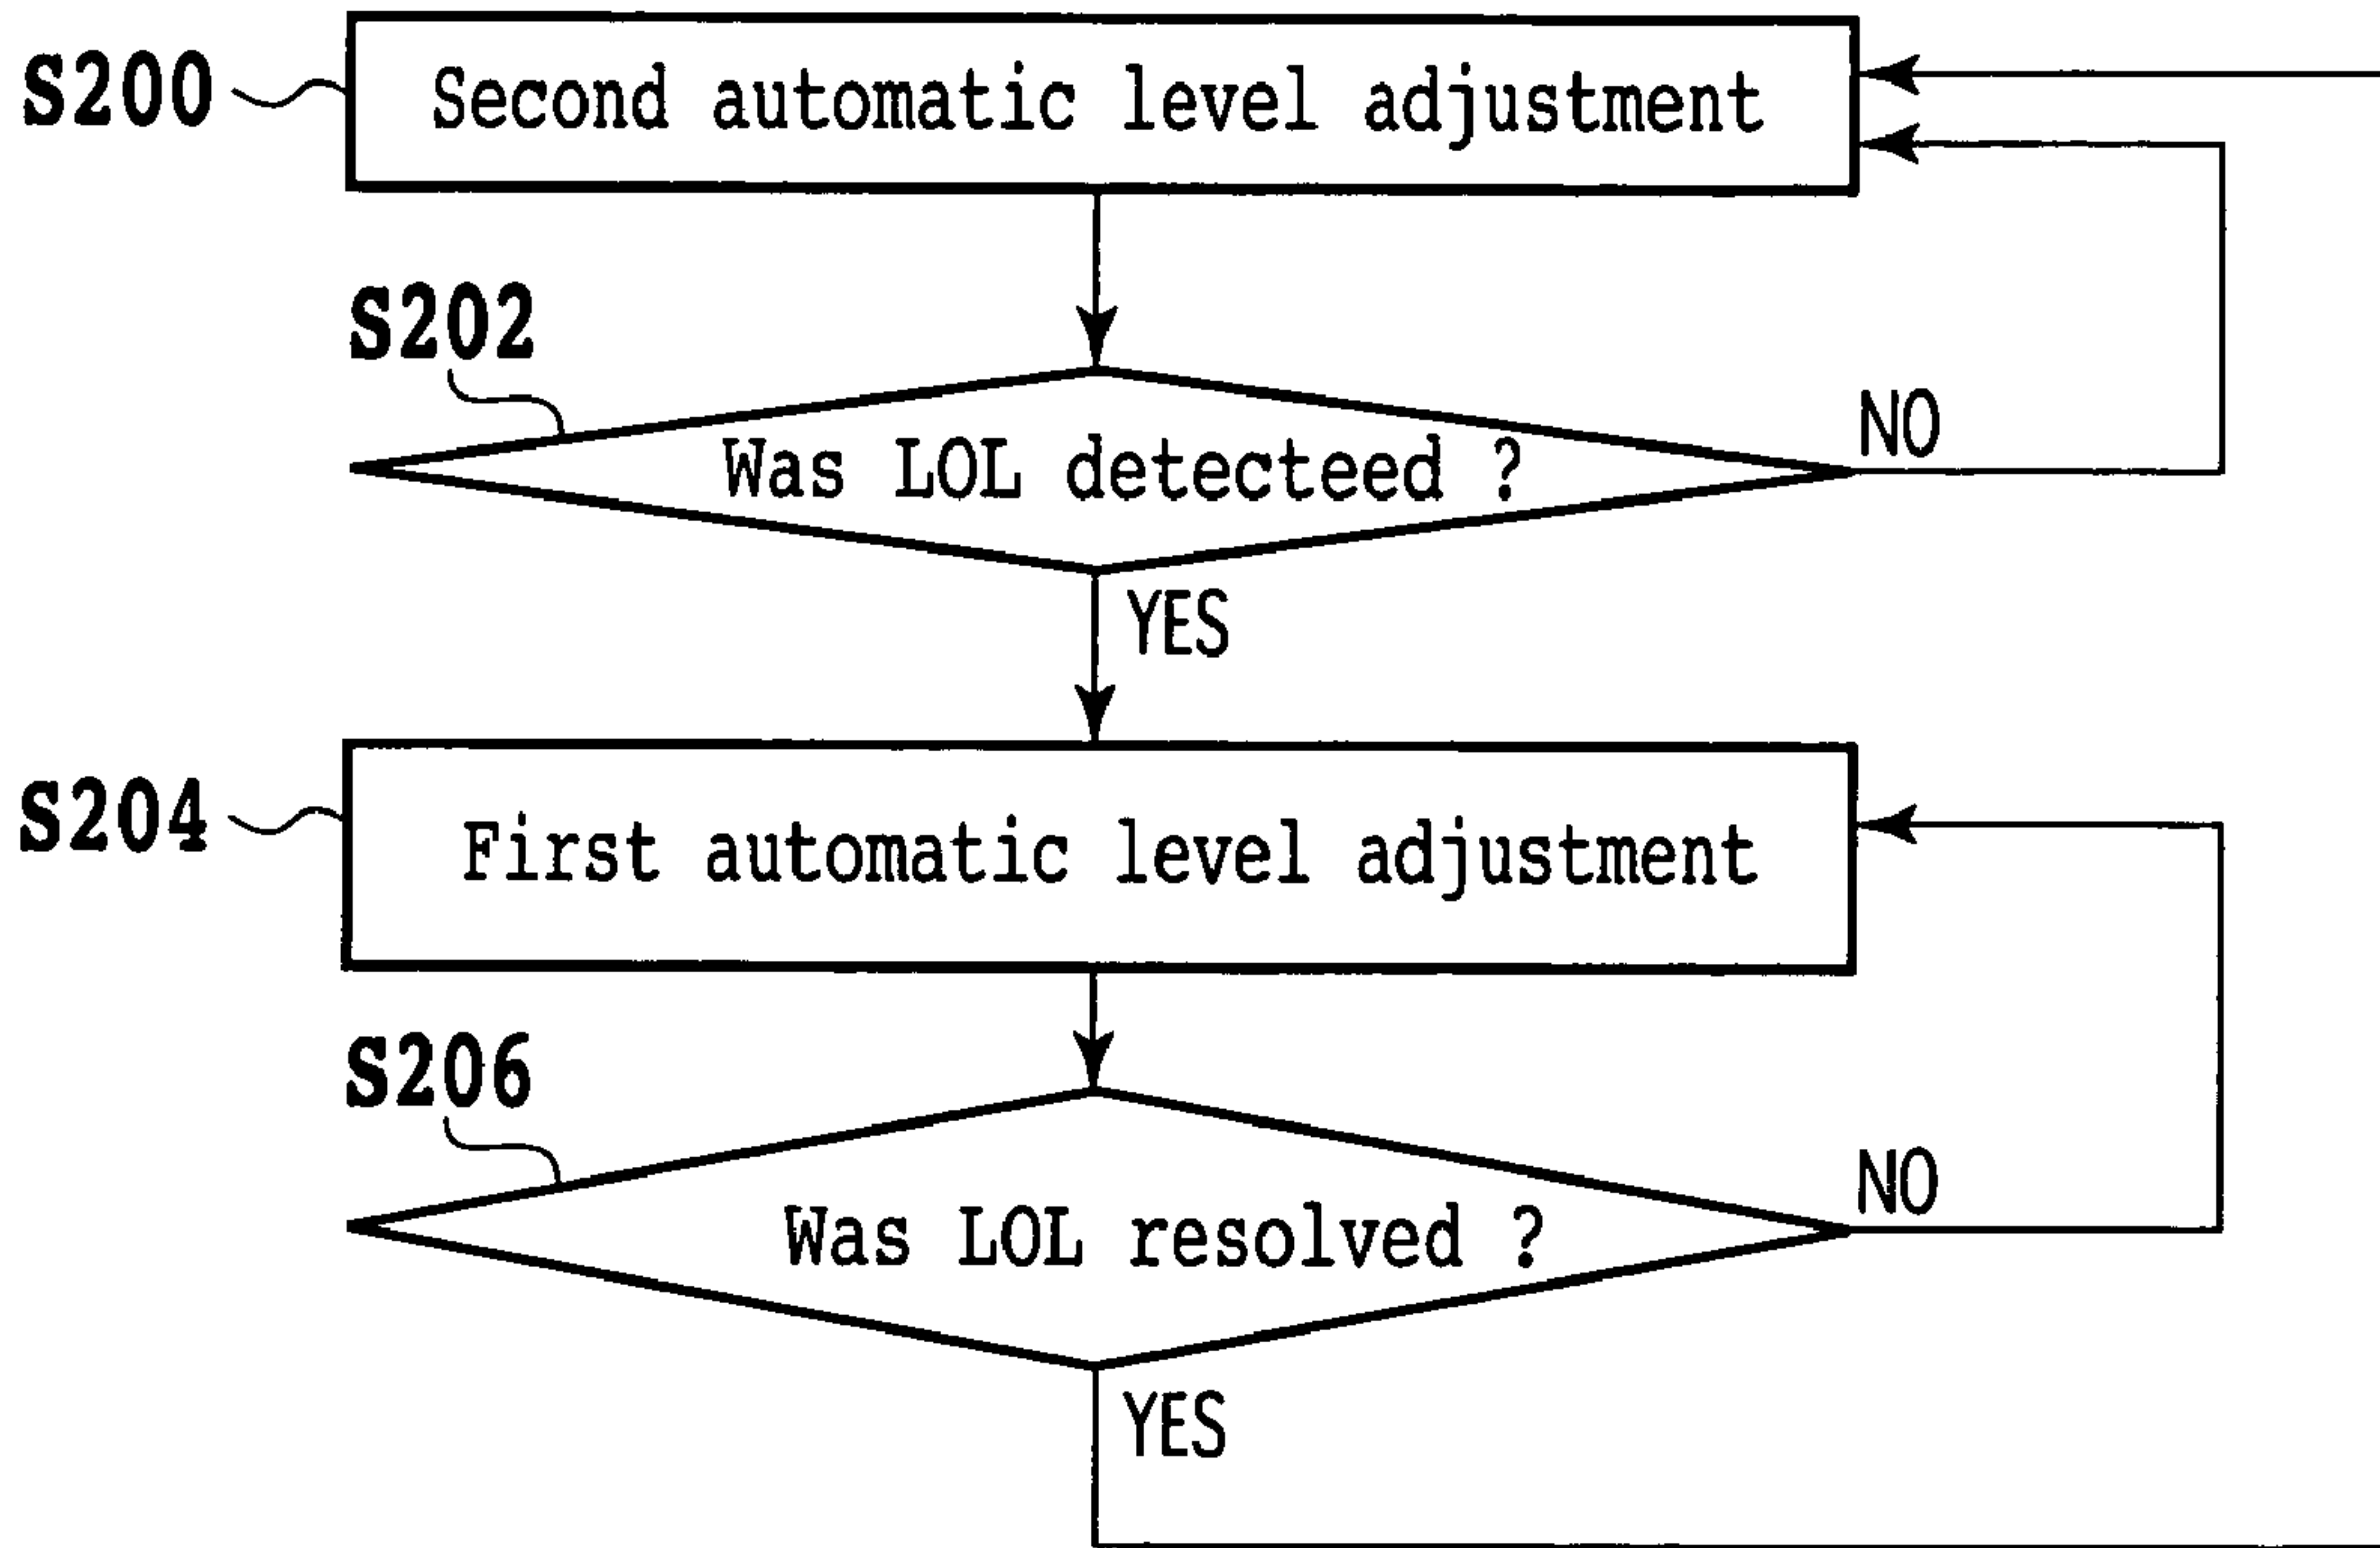 S200
Second automatic level adjustment
S202
Was LOL detecteed ?
NO
YES
S204
First automatic level adjustment
S206
Was LOL resolved ?
NO
YES